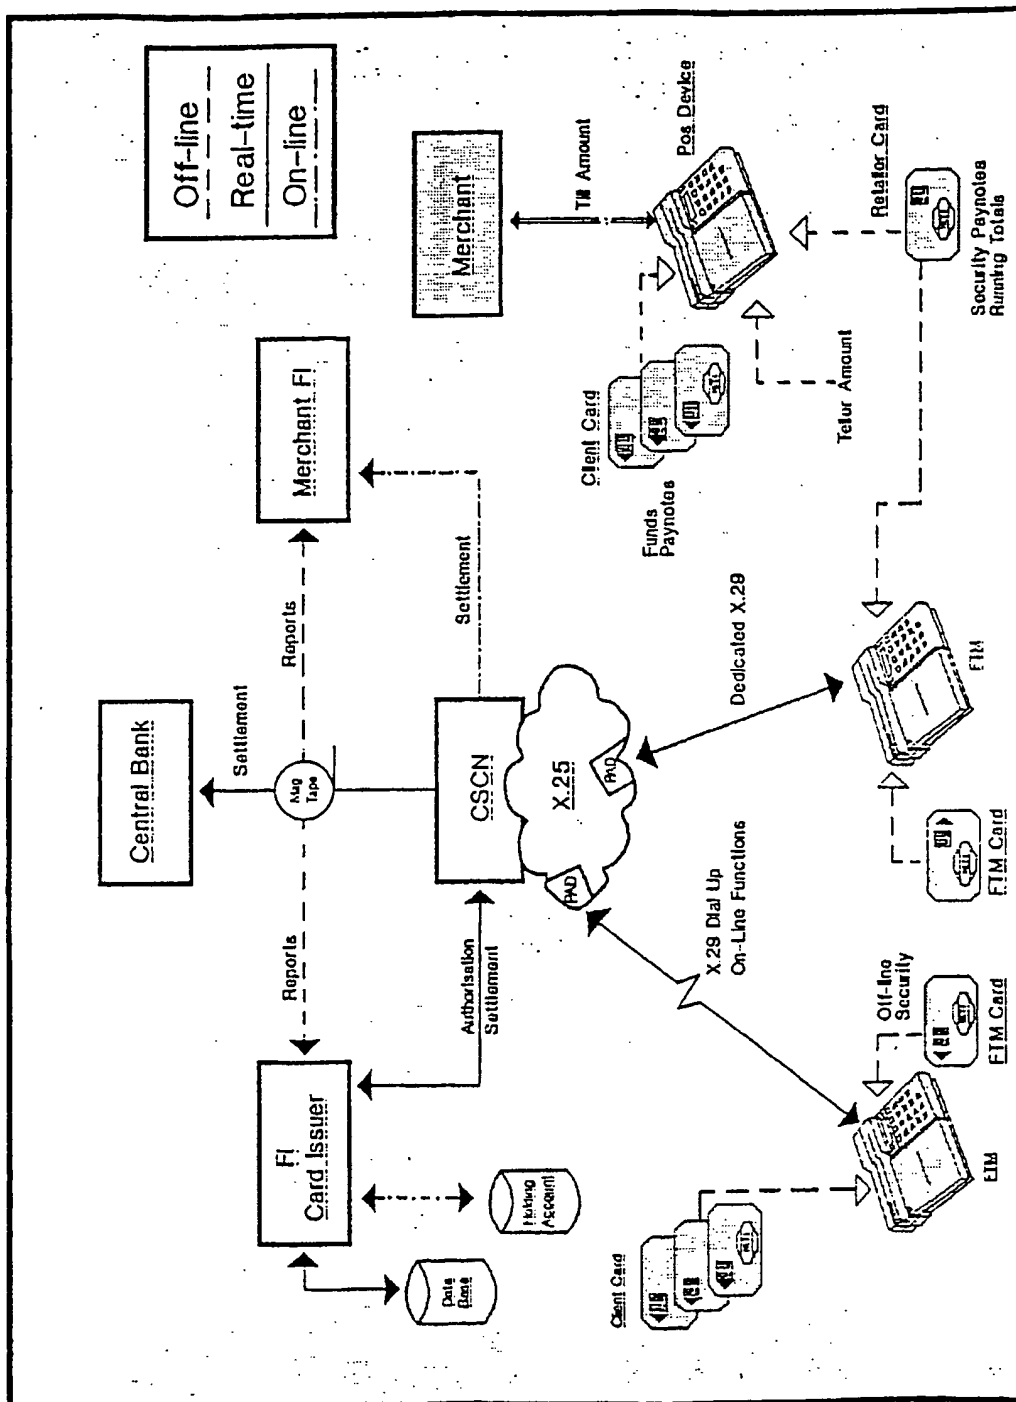 Off-line
Real-time
On-line
Central Bank
Settlement
Mag
Tape
Reports
Reports
FI
Card Issuer
Merchant FI
Merchant
Data
Base
Holding
Account
Authorisation
Settlement
CSCN
X.25
PAD
PAD
Settlement
Till Amount
Pos Device
Client Card
Funds
Paynotes
Tellur Amount
Retailor Card
Socurity Paynotes
Running Totals
Dedicated X.29
X.29 Dial Up
On-Line Functions
Client Card
FTM
Off-line
Security
FTM Card
FTM Card
FTM